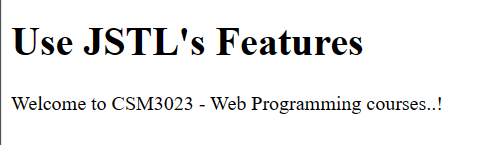 Use JSTL's Features
Welcome to CSM3023 - Web Programming courses..!